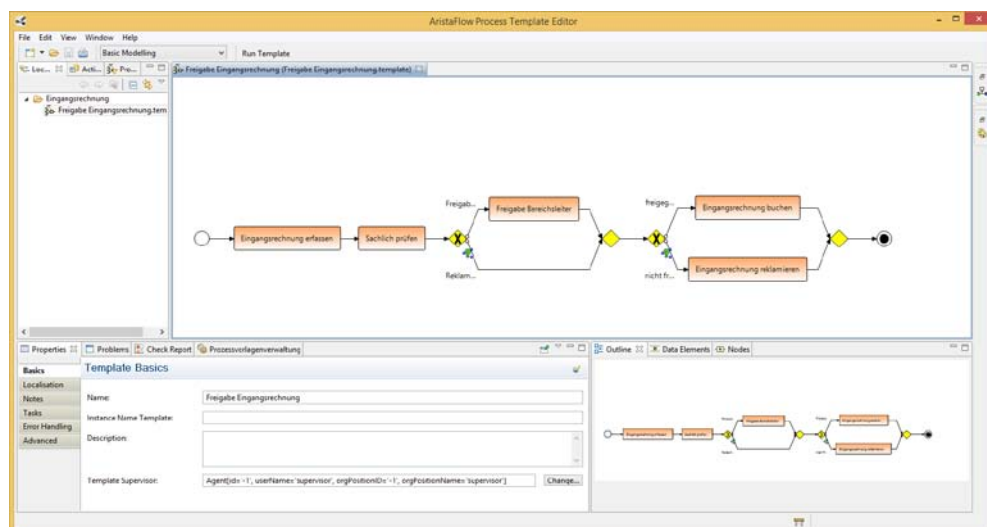 AristaFlow Process Template Editor
File Edit View Window Help
Basic Modelling Run Template
Loc... Acti... Pro...
Freigabe Eingangsrechnung (Freigabe Eingangsrechnung.template)
Eingangsrechnung
Freigabe Eingangsrechnung.tem
Freigab...
Freigabe Bereichsleiter
freigeg...
Eingangsrechnung buchen
Eingangsrechnung erfassen
Sachlich prüfen
Reklam...
nicht fr...
Eingangsrechnung reklamieren
Properties Problems Check Report Prozessvorlagenverwaltung
Basics
Localisation
Notes
Tasks
Error Handling
Advanced
Template Basics
Name: Freigabe Eingangsrechnung
Instance Name Template:
Description:
Template Supervisor: Agent[id='-1', userName='supervisor', orgPositionID='-1', orgPositionName='supervisor'] Change...
Outline Data Elements Nodes